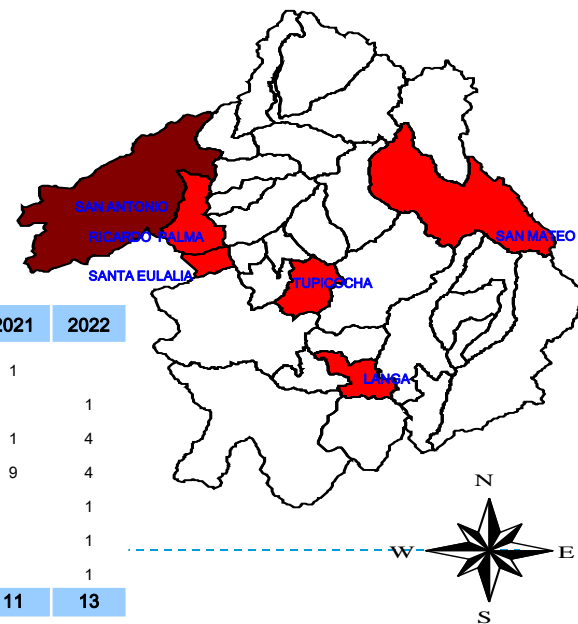 SAN ANTONIO
RICARDO PALMA
SAN MATEO
SANTA EULALIA
TUPICOCHA
LANGA
2021 2022
1
1
1 4
9 4
1
1
1
11 13
N
W E
S